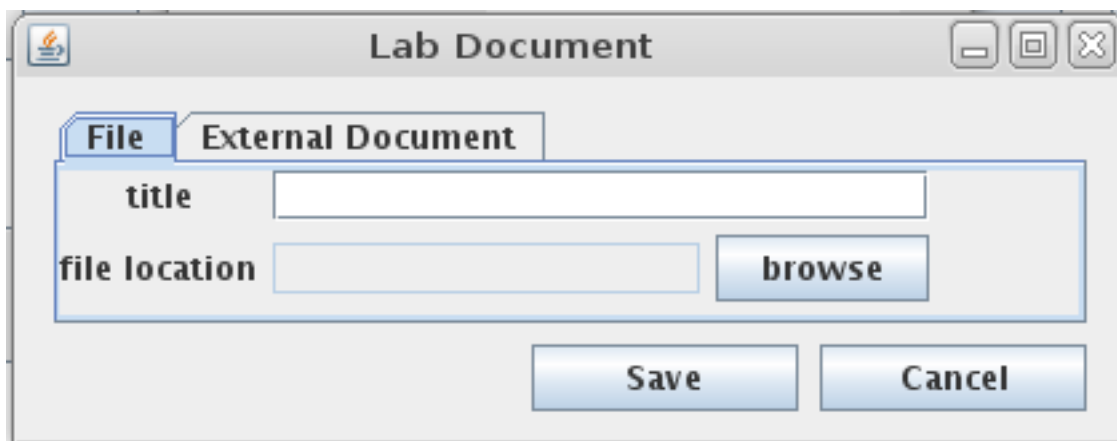 Lab Document
File External Document
title
file location browse
Save Cancel